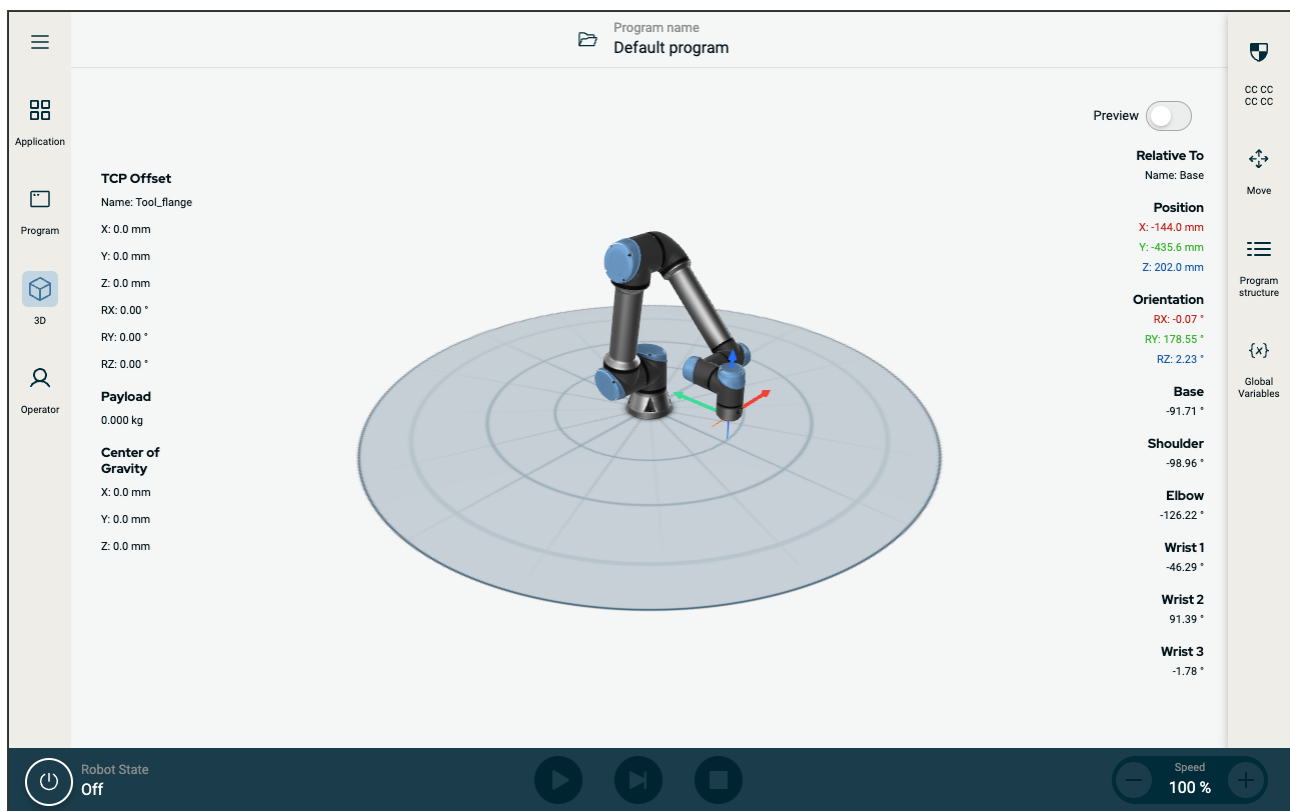 Program name
Default program
Application
Program
3D
Operator
TCP Offset
Name: Tool_flange
X: 0.0 mm
Y: 0.0 mm
Z: 0.0 mm
RX: 0.00 °
RY: 0.00 °
RZ: 0.00 °
Payload
0.000 kg
Center of
Gravity
X: 0.0 mm
Y: 0.0 mm
Z: 0.0 mm
Preview
Relative To
Name: Base
Position
X: -144.0 mm
Y: -435.6 mm
Z: 202.0 mm
Orientation
RX: -0.07 °
RY: 178.55 °
RZ: 2.23 °
Base
-91.71 °
Shoulder
-98.96 °
Elbow
-126.22 °
Wrist 1
-46.29 °
Wrist 2
91.39 °
Wrist 3
-1.78 °
CC CC
CC CC
Move
Program
structure
{x}
Global
Variables
Robot State
Off
Speed
100 %